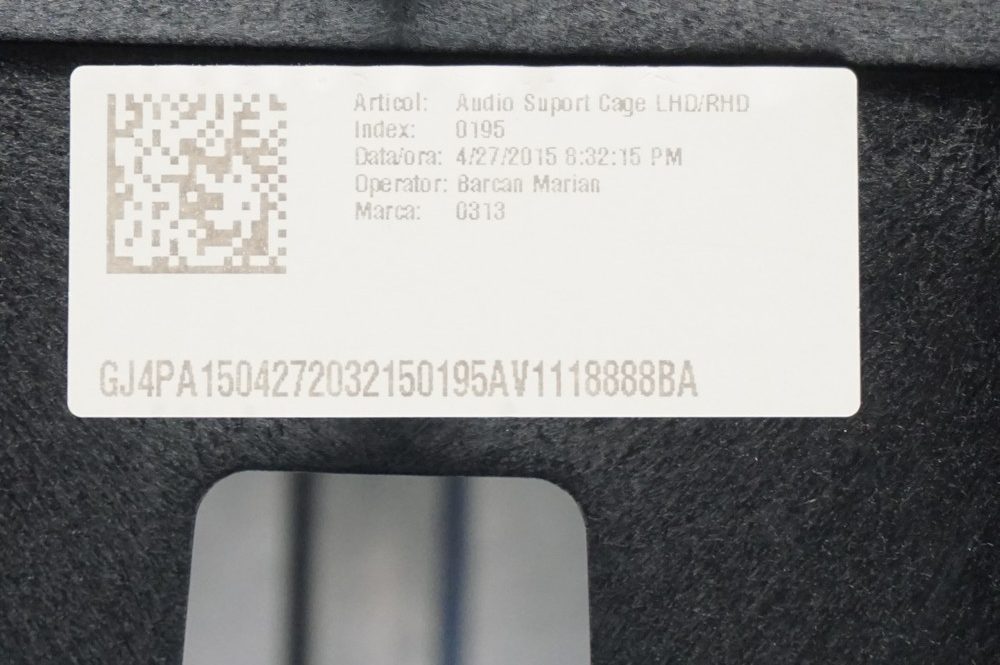 Articol: Audio Suport Cage LHD/RHD
Index: 0195
Data/ora: 4/27/2015 8:32:15 PM
Operator: Barcan Marian
Marca: 0313
GJ4PA1504272032150195AV1118888BA